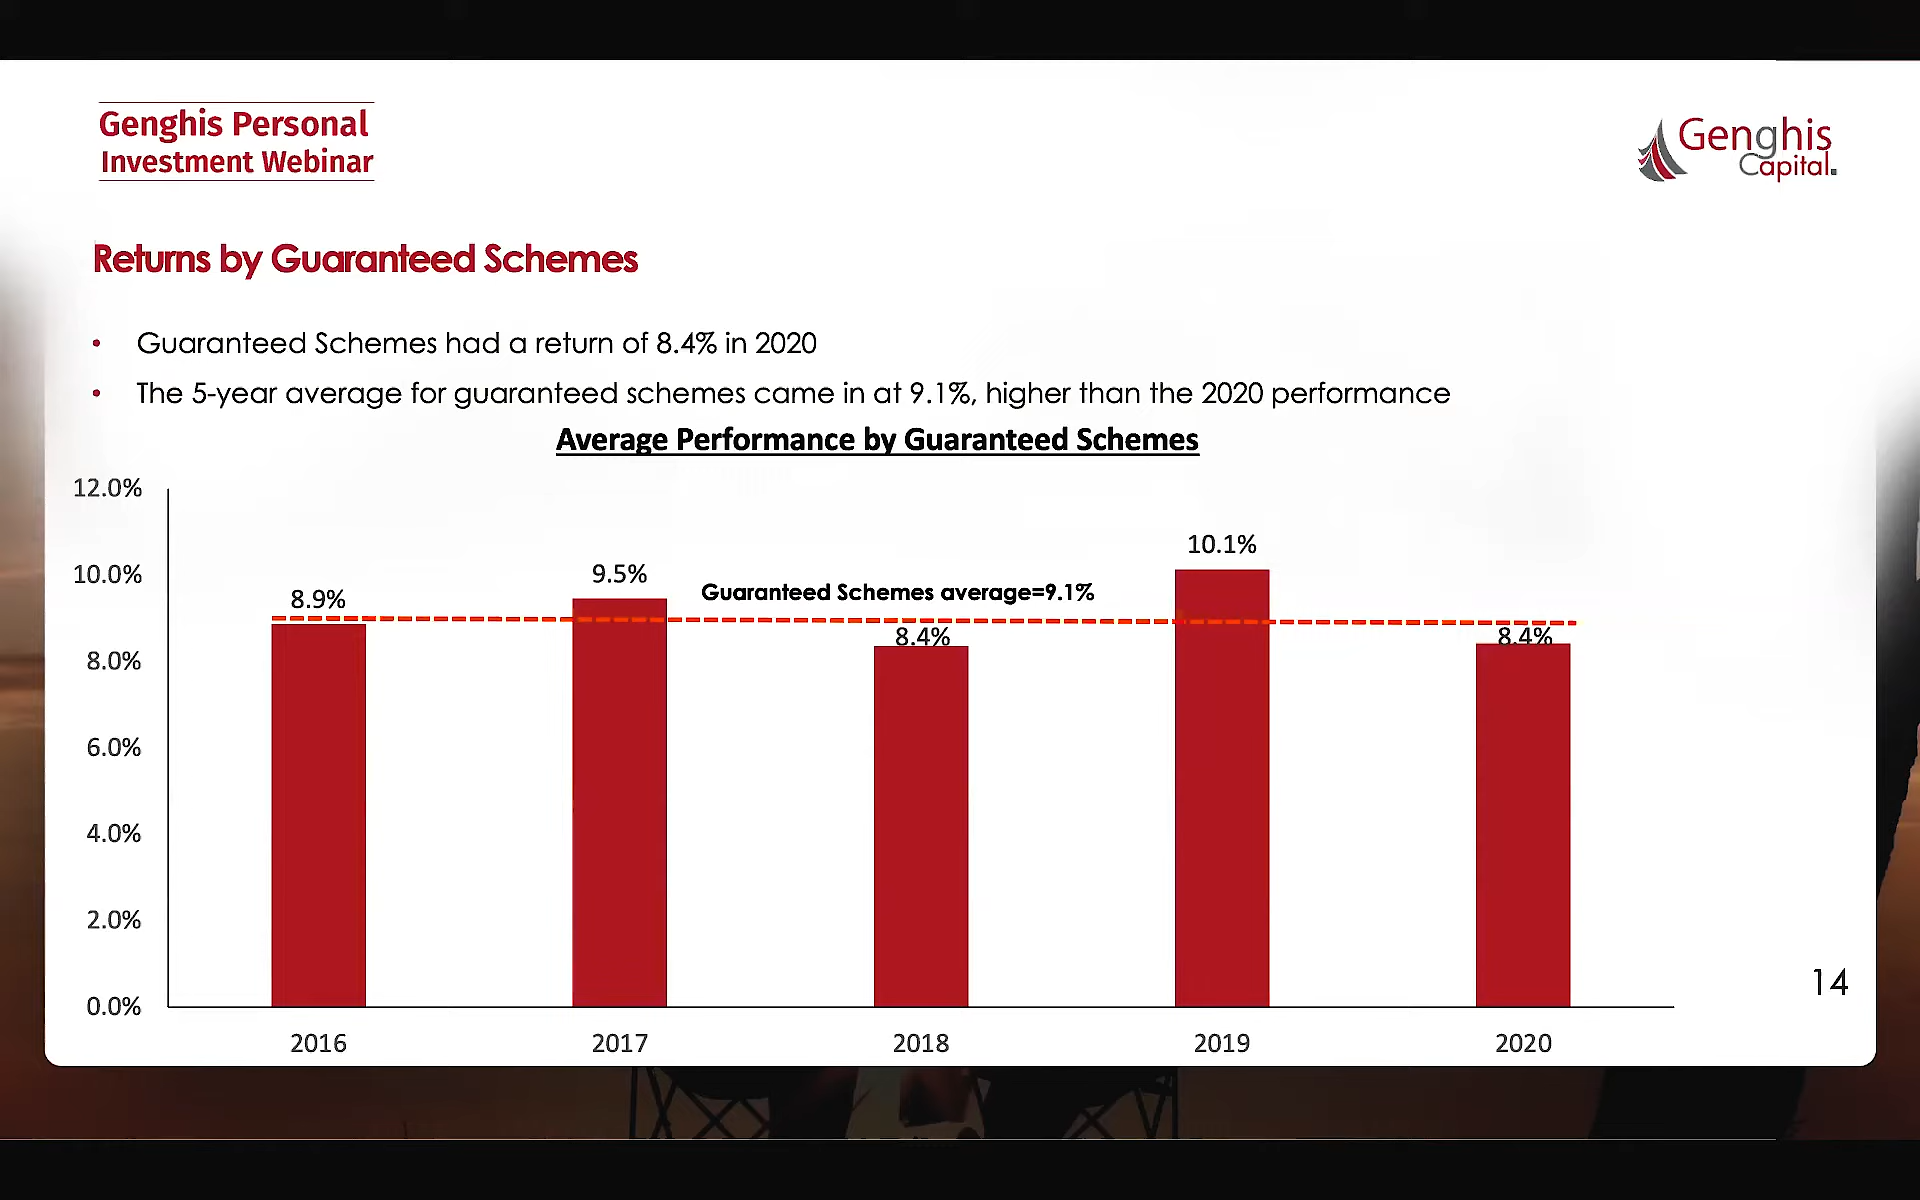 Genghis Personal
Investment Webinar
Genghis
Capital.
Returns by Guaranteed Schemes
• Guaranteed Schemes had a return of 8.4% in 2020
• The 5-year average for guaranteed schemes came in at 9.1%, higher than the 2020 performance
Average Performance by Guaranteed Schemes
12.0%
10.0%
8.0%
6.0%
4.0%
2.0%
0.0%
8.9%
9.5%
Guaranteed Schemes average=9.1%
8.4%
10.1%
8.4%
2016
2017
2018
2019
2020
14